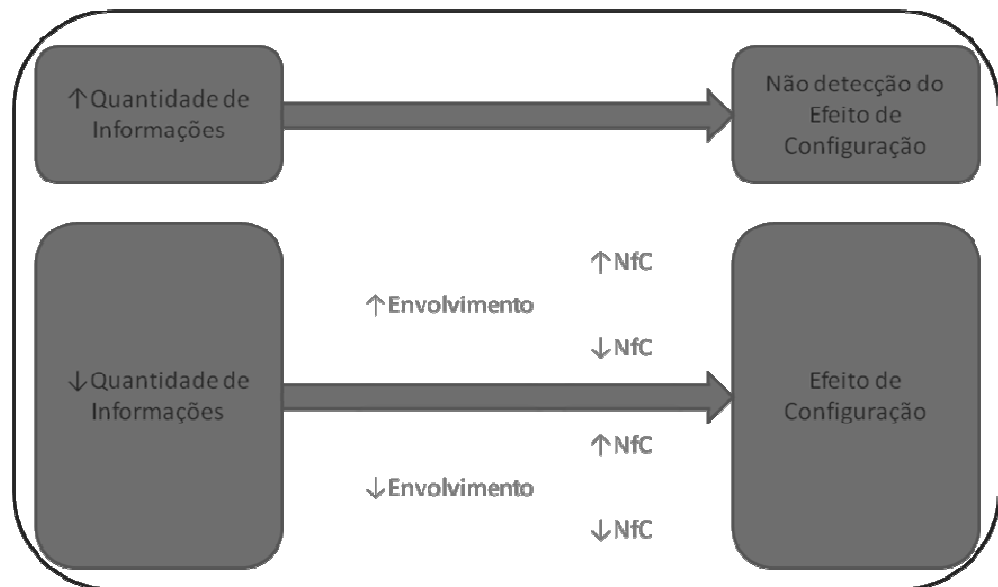 ↑Quantidade de
Informações
Não detecção do
Efeito de
Configuração
↓Quantidade de
Informações
↑NfC
↑Envolvimento
↓NfC
↑NfC
↓Envolvimento
↓NfC
Efeito de
Configuração